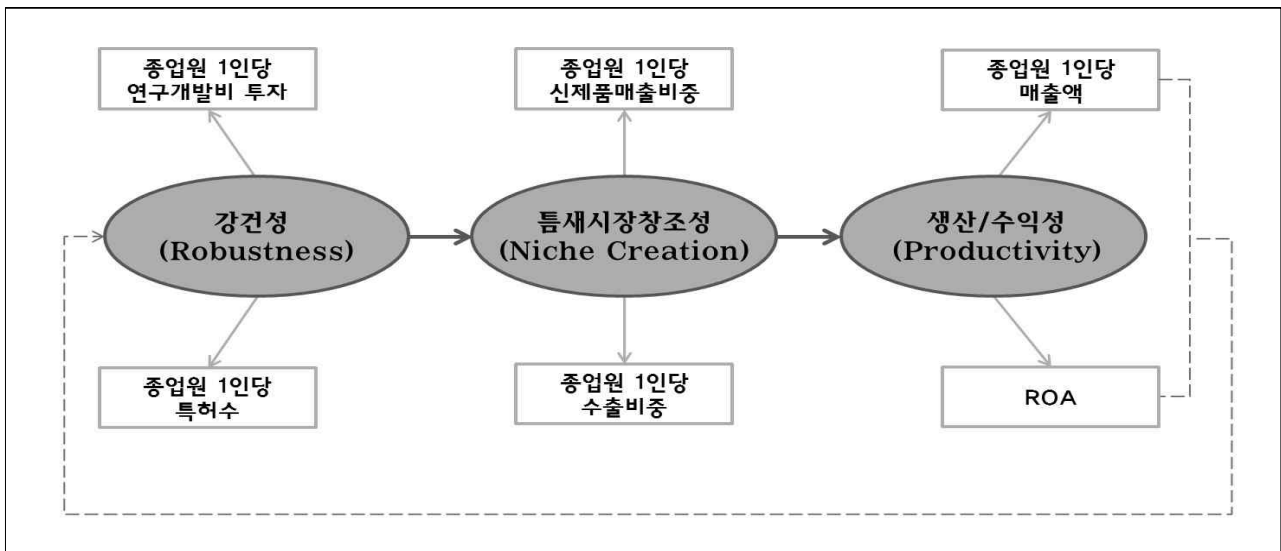 종업원 1인당
연구개발비 투자
종업원 1인당
신제품매출비중
종업원 1인당
매출액
강건성
(Robustness)
틈새시장창조성
(Niche Creation)
생산/수익성
(Productivity)
종업원 1인당
특허수
종업원 1인당
수출비중
ROA